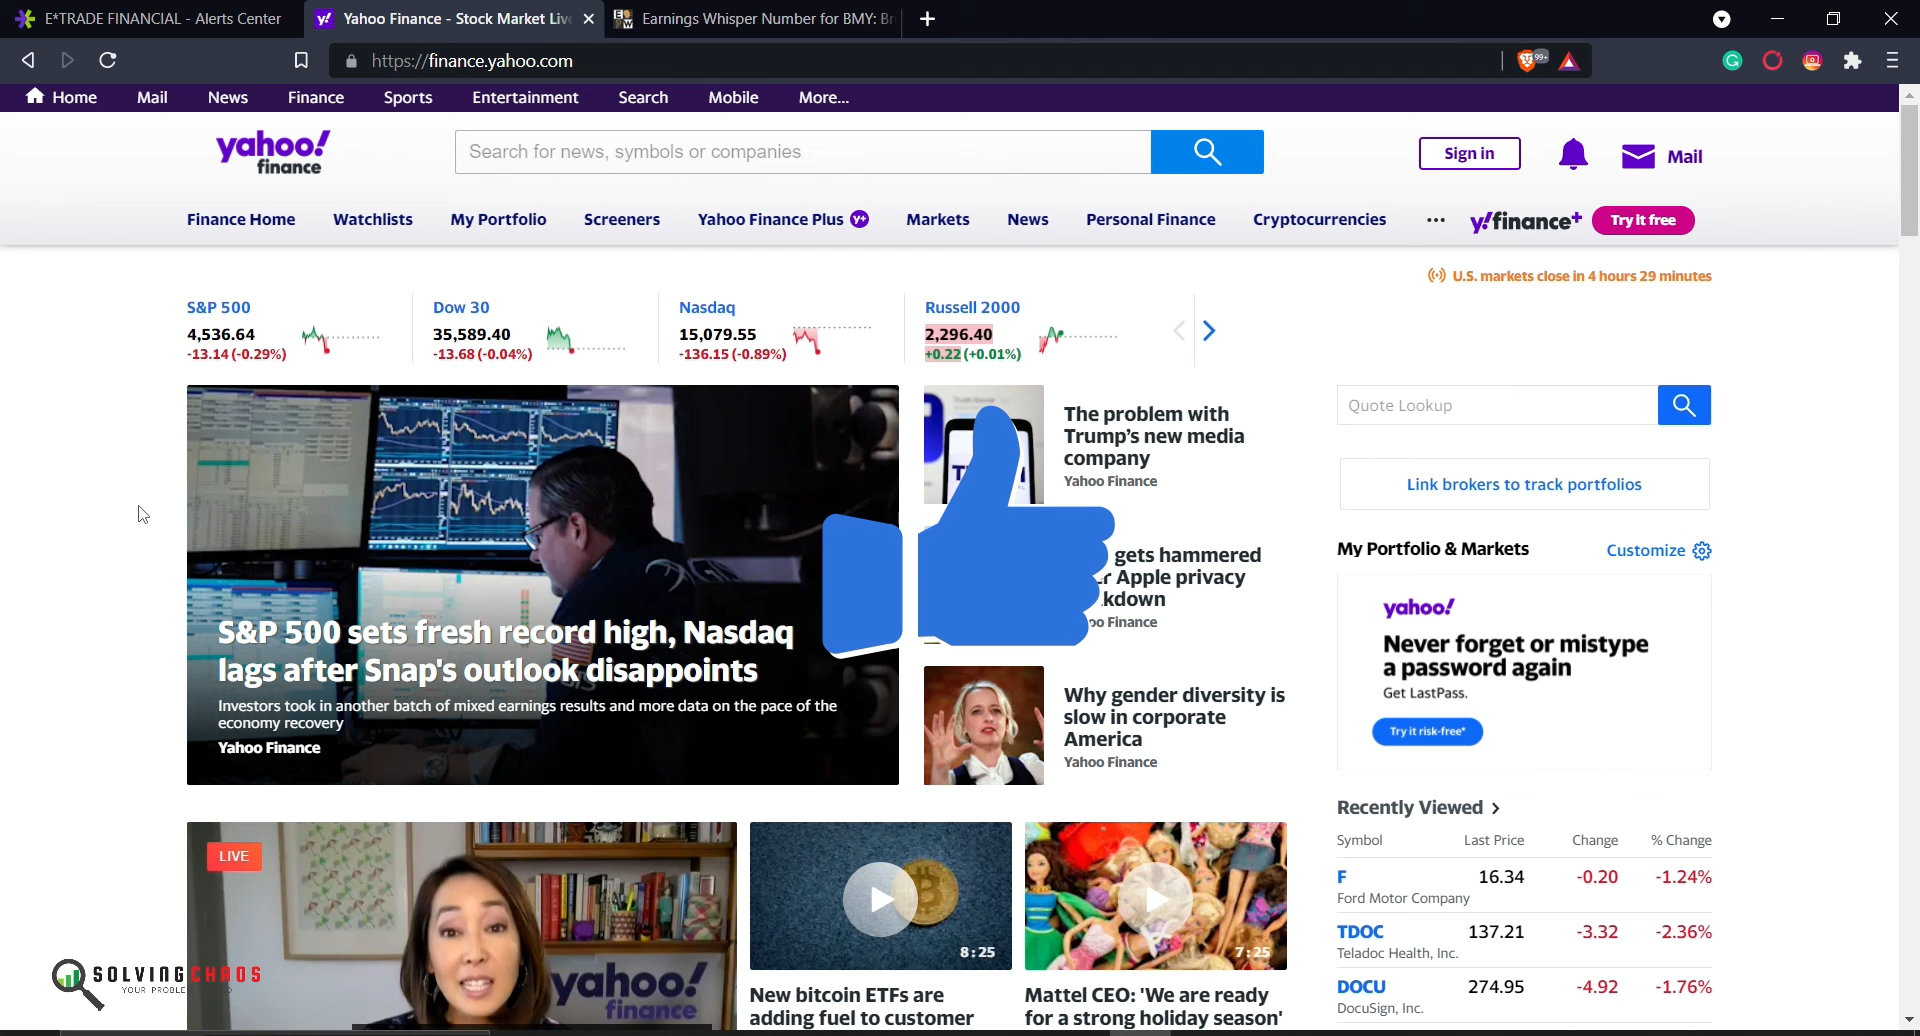 E*TRADE FINANCIAL - Alerts Center
Yahoo Finance - Stock Market Live
Earnings Whisper Number for BMY: Br
https://finance.yahoo.com
99+
Home Mail News Finance Sports Entertainment Search Mobile More...
yahoo!
finance
Search for news, symbols or companies
Sign in
Mail
Finance Home Watchlists My Portfolio Screeners Yahoo Finance Plus Y+ Markets News Personal Finance Cryptocurrencies ... y!finance+ Try it free
U.S. markets close in 4 hours 29 minutes
S&P 500
4,536.64
-13.14 (-0.29%)
Dow 30
35,589.40
-13.68 (-0.04%)
Nasdaq
15,079.55
-136.15 (-0.89%)
Russell 2000
2,296.40
+0.22 (+0.01%)
S&P 500 sets fresh record high, Nasdaq
lags after Snap's outlook disappoints
Investors took in another batch of mixed earnings results and more data on the pace of the
economy recovery
Yahoo Finance
The problem with
Trump's new media
company
Yahoo Finance
gets hammered
Apple privacy
kdown
Finance
Why gender diversity is
slow in corporate
America
Yahoo Finance
Quote Lookup
Link brokers to track portfolios
My Portfolio & Markets
Customize
yahoo!
Never forget or mistype
a password again
Get LastPass.
Try it risk-free*
Recently Viewed >
Symbol Last Price Change % Change
F 16.34 -0.20 -1.24%
Ford Motor Company
TDOC 137.21 -3.32 -2.36%
Teladoc Health, Inc.
DOCU 274.95 -4.92 -1.76%
DocuSign, Inc.
LIVE
yahoo!
finance
SOLVINGCHAOS
YOUR PROBLE
8:25
New bitcoin ETFs are
adding fuel to customer
7:25
Mattel CEO: 'We are ready
for a strong holiday season'